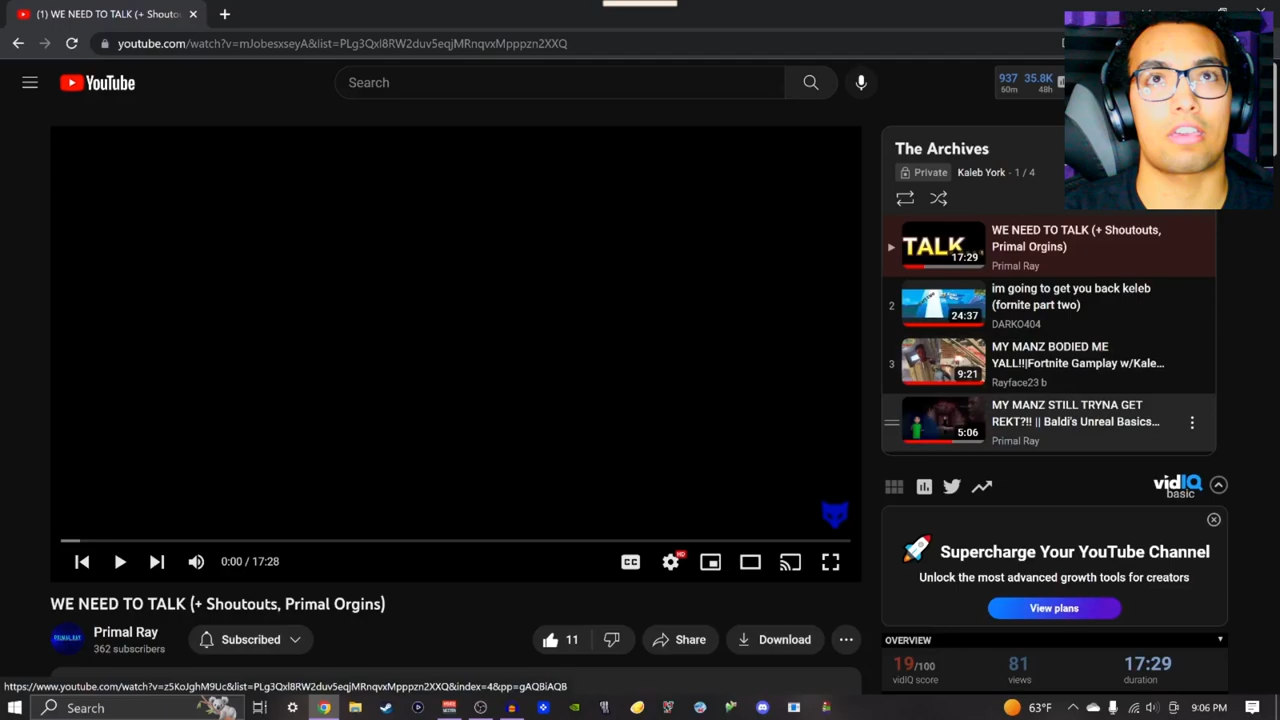 (1) WE NEED TO TALK (+ Shouto
youtube.com/watch?v=mJobesxseyA&list=PLg3Qxl8RW2duv5eqjMRnqvxMpppzn2XXQ
YouTube
Search
937 35.8K
60m 48h
The Archives
Private Kaleb York - 1 / 4
TALK
17:29
WE NEED TO TALK (+ Shoutouts,
Primal Orgins)
Primal Ray
2
24:37
im going to get you back keleb
(fornite part two)
DARKO404
3
9:21
MY MANZ BODIED ME
YALL!!|Fortnite Gamplay w/Kale...
Rayface23 b
5:06
MY MANZ STILL TRYNA GET
REKT?!! || Baldi's Unreal Basics...
Primal Ray
vidIQ
basic
Supercharge Your YouTube Channel
Unlock the most advanced growth tools for creators
View plans
CC
HD
0:00 / 17:28
WE NEED TO TALK (+ Shoutouts, Primal Orgins)
PRIMALRAY
Primal Ray
362 subscribers
Subscribed
11
Share
Download
OVERVIEW
19/100
vidIQ score
81
views
17:29
duration
https://www.youtube.com/watch?v=z5KoJghM9Uc&list=PLg3Qxl8RW2duv5eqjMRnqvxMpppzn2XXQ&index=4&pp=gAQBiAQB
Search
63°F
9:06 PM